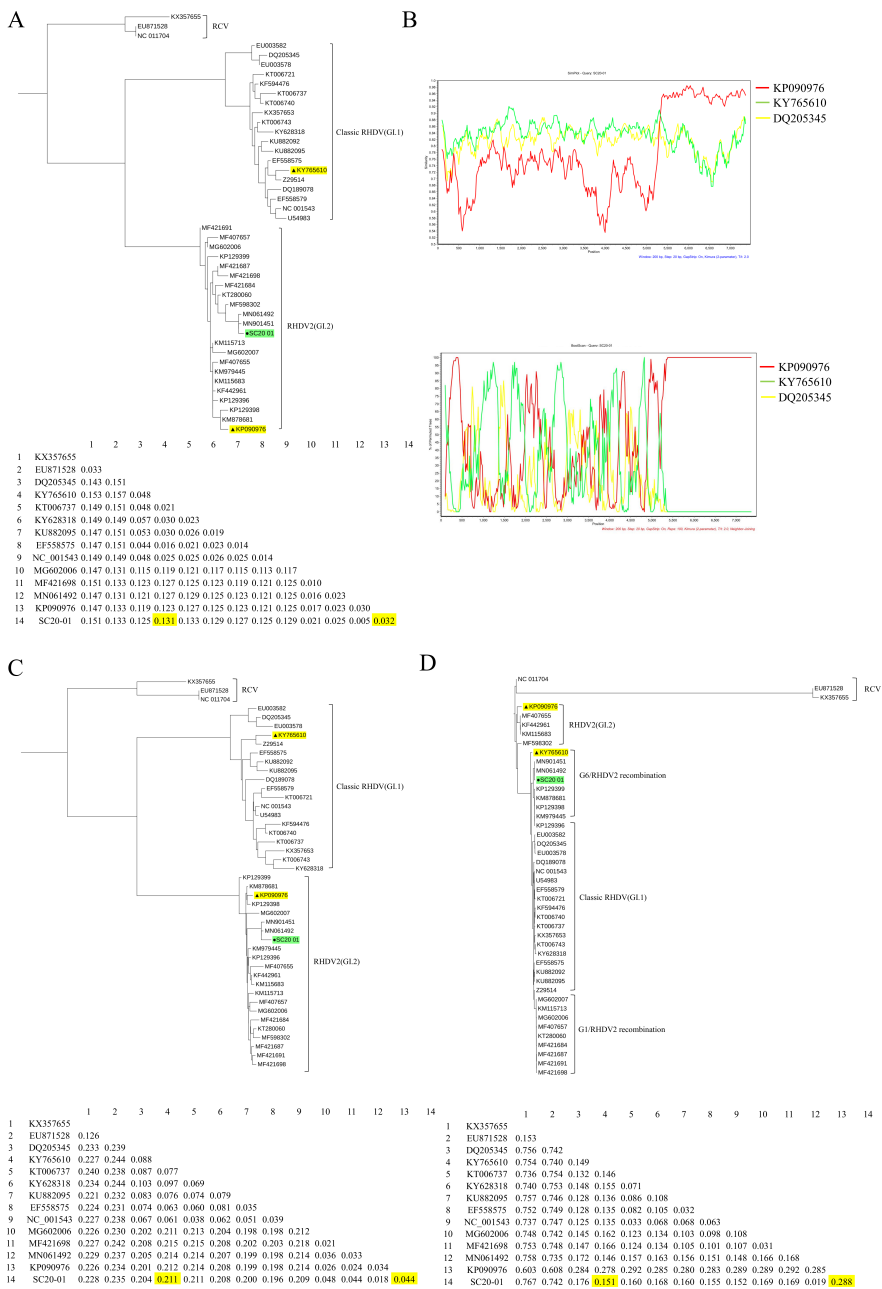 A
KX357655
EU871528
NC 011704
RCV
EU003582
DQ205345
EU003578
KT006721
KF594476
KT006737
KT006740
KX357653
KT006743
KY628318
KU882092
KU882095
EF558575
▲KY765610
Z29514
DQ189078
EF558579
NC 001543
U54983
Classic RHDV(GI.1)
MF421691
MF407657
MG602006
KP129399
MF421687
MF421698
MF421684
KT280060
MF598302
MN061492
MN901451
●SC20 01
KM115713
MG602007
MF407655
KM979445
KM115683
KF442961
KP129396
KP129398
KM878681
▲KP090976
RHDV2(GI.2)
1 2 3 4 5 6 7 8 9 10 11 12 13 14
1 KX357655
2 EU871528 0.033
3 DQ205345 0.143 0.151
4 KY765610 0.153 0.157 0.048
5 KT006737 0.149 0.151 0.048 0.021
6 KY628318 0.149 0.149 0.057 0.030 0.023
7 KU882095 0.149 0.151 0.053 0.030 0.026 0.019
8 EF558575 0.147 0.151 0.044 0.016 0.021 0.023 0.014
9 NC_001543 0.149 0.149 0.048 0.025 0.025 0.026 0.025 0.014
10 MG602006 0.147 0.131 0.115 0.119 0.121 0.117 0.115 0.113 0.117
11 MF421698 0.151 0.133 0.123 0.127 0.125 0.123 0.119 0.121 0.125 0.010
12 MN061492 0.147 0.131 0.121 0.127 0.129 0.125 0.123 0.121 0.125 0.016 0.023
13 KP090976 0.147 0.133 0.119 0.123 0.127 0.125 0.123 0.121 0.125 0.017 0.023 0.030
14 SC20-01 0.151 0.133 0.125 0.131 0.133 0.129 0.127 0.125 0.129 0.021 0.025 0.005 0.032
B
SimPlot - Query: SC20-01
KP090976
KY765610
DQ205345
Similarity
Position
BootScan - Query: SC20-01
KP090976
KY765610
DQ205345
Position
C
KX357655
EU871528
NC 011704
RCV
EU003582
DQ205345
EU003578
▲KY765610
Z29514
EF558575
KU882092
KU882095
DQ189078
EF558579
KT006721
NC 001543
U54983
KF594476
KT006740
KT006737
KX357653
KT006743
KY628318
Classic RHDV(GI.1)
KP129399
KM878681
▲KP090976
KP129398
MG602007
MN901451
MN061492
●SC20 01
KM979445
KP129396
MF407655
KF442961
KM115683
KM115713
MF407657
MG602006
MF421684
KT280060
MF598302
MF421687
MF421691
MF421698
RHDV2(GI.2)
1 2 3 4 5 6 7 8 9 10 11 12 13 14
1 KX357655
2 EU871528 0.126
3 DQ205345 0.233 0.239
4 KY765610 0.227 0.244 0.088
5 KT006737 0.240 0.238 0.087 0.077
6 KY628318 0.234 0.244 0.103 0.097 0.069
7 KU882095 0.221 0.232 0.083 0.076 0.074 0.079
8 EF558575 0.224 0.231 0.074 0.063 0.060 0.081 0.035
9 NC_001543 0.227 0.238 0.067 0.061 0.038 0.062 0.051 0.039
10 MG602006 0.226 0.230 0.202 0.211 0.213 0.204 0.198 0.198 0.212
11 MF421698 0.227 0.242 0.208 0.215 0.215 0.208 0.202 0.203 0.218 0.021
12 MN061492 0.229 0.237 0.205 0.214 0.214 0.207 0.199 0.198 0.214 0.036 0.033
13 KP090976 0.226 0.234 0.201 0.212 0.214 0.208 0.199 0.198 0.214 0.026 0.024 0.034
14 SC20-01 0.228 0.235 0.204 0.211 0.211 0.208 0.200 0.196 0.209 0.048 0.044 0.018 0.044
D
NC 011704
EU871528
KX357655
RCV
▲KP090976
MF407655
KF442961
KM115683
MF598302
RHDV2(GI.2)
▲KY765610
MN901451
MN061492
●SC20 01
KP129399
KM878681
KP129398
KM979445
KP129396
G6/RHDV2 recombination
EU003582
DQ205345
EU003578
DQ189078
NC 001543
U54983
EF558579
KT006721
KF594476
KT006740
KT006737
KX357653
KT006743
KY628318
EF558575
KU882092
KU882095
Z29514
Classic RHDV(GI.1)
MG602007
KM115713
MG602006
MF407657
KT280060
MF421684
MF421687
MF421691
MF421698
G1/RHDV2 recombination
1 2 3 4 5 6 7 8 9 10 11 12 13 14
1 KX357655
2 EU871528 0.153
3 DQ205345 0.756 0.742
4 KY765610 0.754 0.740 0.149
5 KT006737 0.736 0.754 0.132 0.146
6 KY628318 0.740 0.753 0.148 0.155 0.071
7 KU882095 0.757 0.746 0.128 0.136 0.086 0.108
8 EF558575 0.752 0.749 0.128 0.135 0.082 0.105 0.032
9 NC_001543 0.737 0.747 0.125 0.135 0.033 0.068 0.068 0.063
10 MG602006 0.748 0.742 0.145 0.162 0.123 0.134 0.103 0.098 0.108
11 MF421698 0.753 0.748 0.147 0.166 0.124 0.134 0.105 0.101 0.107 0.031
12 MN061492 0.758 0.735 0.172 0.146 0.157 0.163 0.156 0.151 0.148 0.166 0.168
13 KP090976 0.603 0.608 0.284 0.278 0.292 0.285 0.280 0.283 0.289 0.289 0.292 0.285
14 SC20-01 0.767 0.742 0.176 0.151 0.160 0.168 0.160 0.155 0.152 0.169 0.169 0.019 0.288